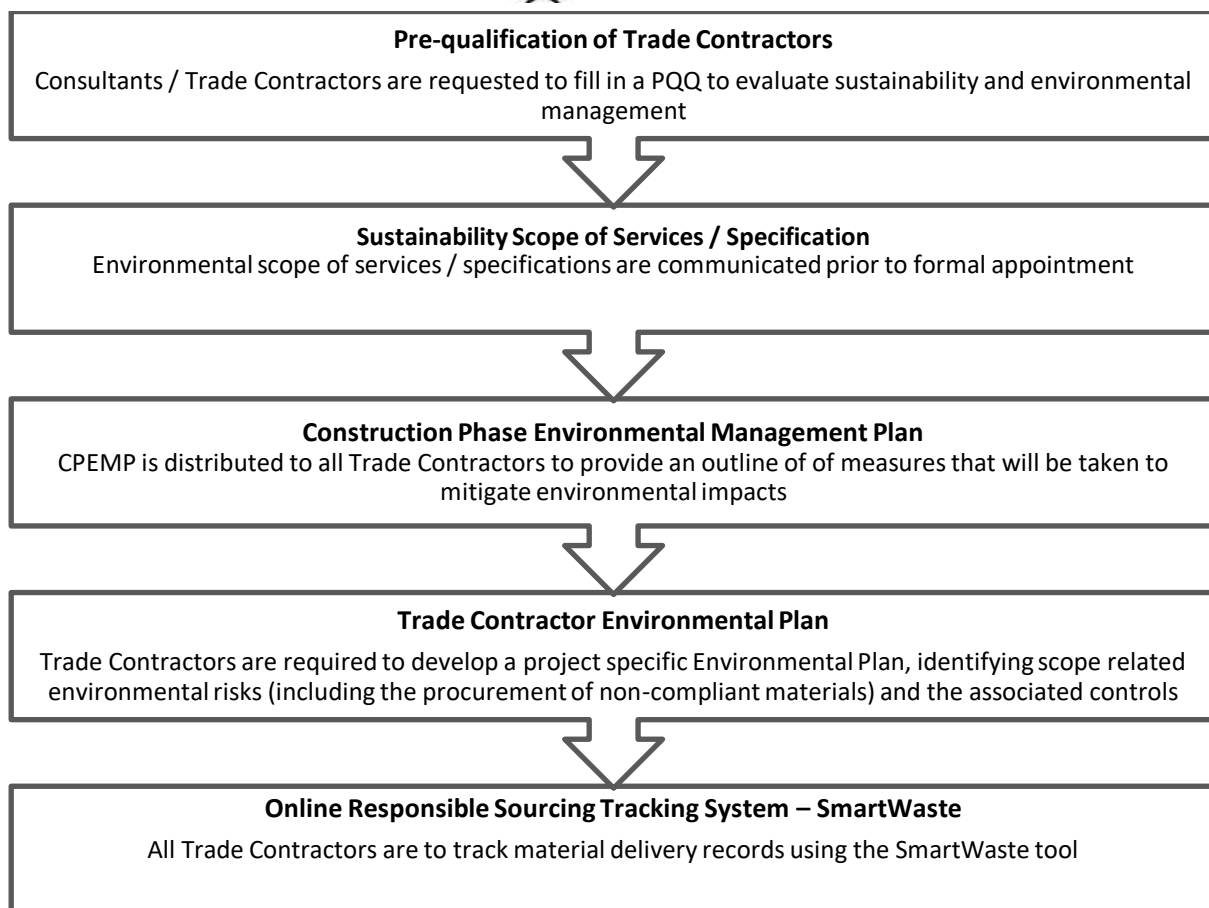 Pre-qualification of Trade Contractors
Consultants / Trade Contractors are requested to fill in a PQQ to evaluate sustainability and environmental
management
Sustainability Scope of Services / Specification
Environmental scope of services / specifications are communicated prior to formal appointment
Construction Phase Environmental Management Plan
CPEMP is distributed to all Trade Contractors to provide an outline of of measures that will be taken to
mitigate environmental impacts
Trade Contractor Environmental Plan
Trade Contractors are required to develop a project specific Environmental Plan, identifying scope related
environmental risks (including the procurement of non-compliant materials) and the associated controls
Online Responsible Sourcing Tracking System – SmartWaste
All Trade Contractors are to track material delivery records using the SmartWaste tool